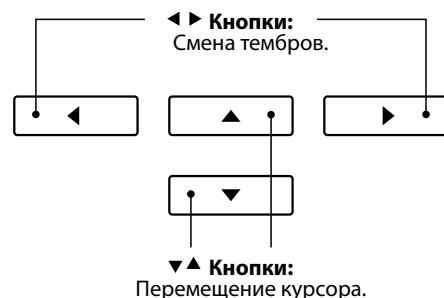 ◀ ▶ Кнопки:
Смена тембров.
▼▲ Кнопки:
Перемещение курсора.